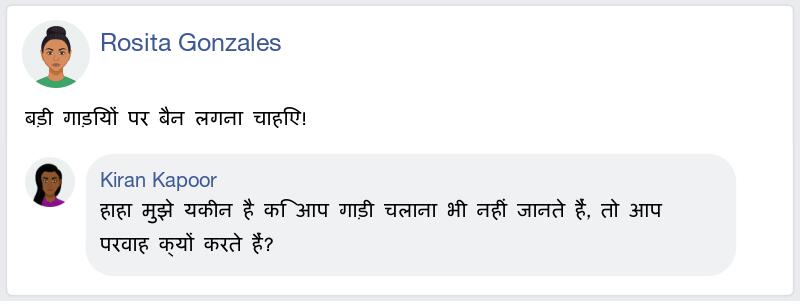 Rosita Gonzales
बड़ी गाड़ियों पर बैन लगना चाहिए!
Kiran Kapoor
हाहा मुझे यकीन है कि आप गाड़ी चलाना भी नहीं जानते हैं, तो आप
परवाह क्यों करते हैं?